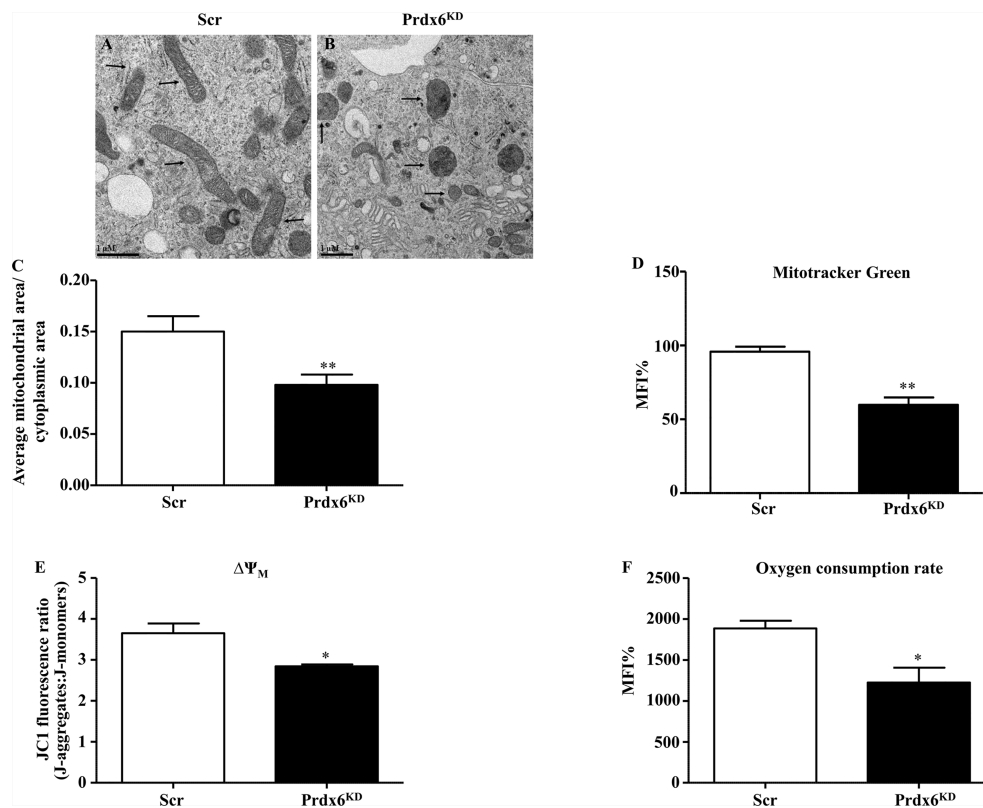 Scr
Prdx6KD
A
B
1 µM
1 µM
C
Average mitochondrial area/
cytoplasmic area
0.20
0.15
0.10
0.05
0.00
**
Scr
Prdx6KD
D
Mitotracker Green
MFI%
150
100
50
0
**
Scr
Prdx6KD
E
ΔΨM
JC1 fluorescence ratio
(J-aggregates:J-monomers)
5
4
3
2
1
0
*
Scr
Prdx6KD
F
Oxygen consumption rate
MFI%
2500
2000
1500
1000
500
0
*
Scr
Prdx6KD